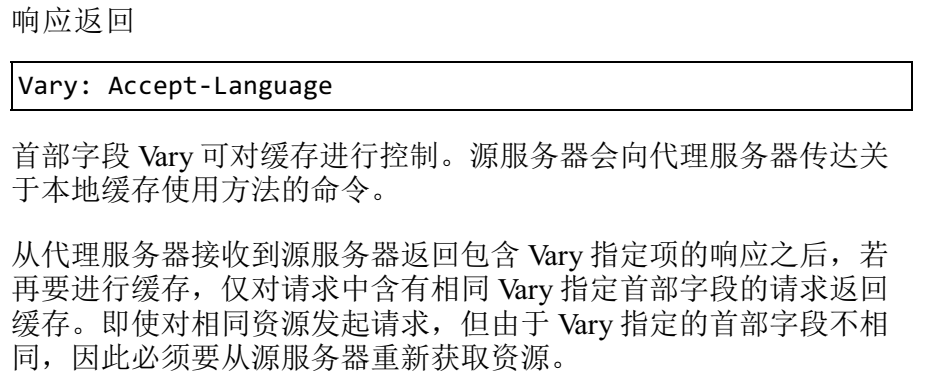 响应返回
Vary: Accept-Language
首部字段 Vary 可对缓存进行控制。源服务器会向代理服务器传达关
于本地缓存使用方法的命令。
从代理服务器接收到源服务器返回包含 Vary 指定项的响应之后，若
再要进行缓存，仅对请求中含有相同 Vary 指定首部字段的请求返回
缓存。即使对相同资源发起请求，但由于 Vary 指定的首部字段不相
同，因此必须要从源服务器重新获取资源。